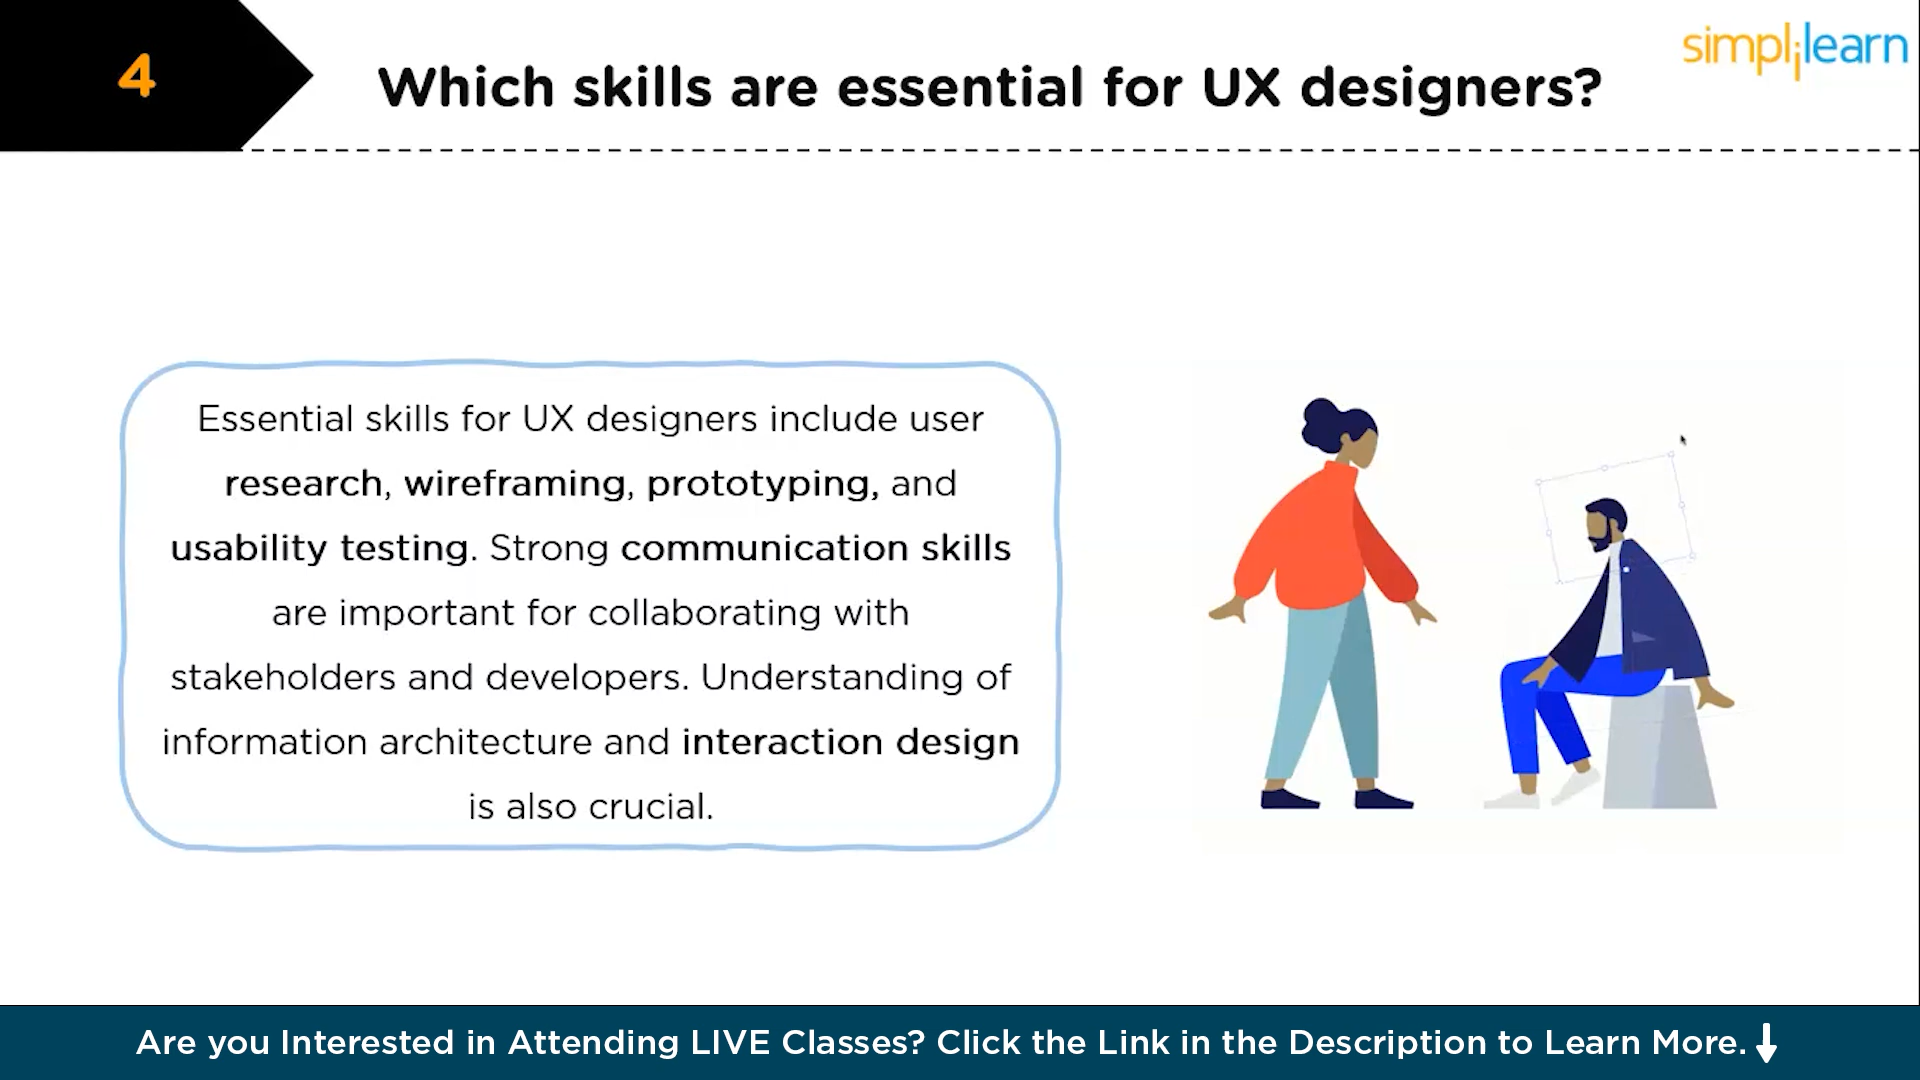 4
Which skills are essential for UX designers?
simplilearn
Essential skills for UX designers include user
research, wireframing, prototyping, and
usability testing. Strong communication skills
are important for collaborating with
stakeholders and developers. Understanding of
information architecture and interaction design
is also crucial.
Are you Interested in Attending LIVE Classes? Click the Link in the Description to Learn More.